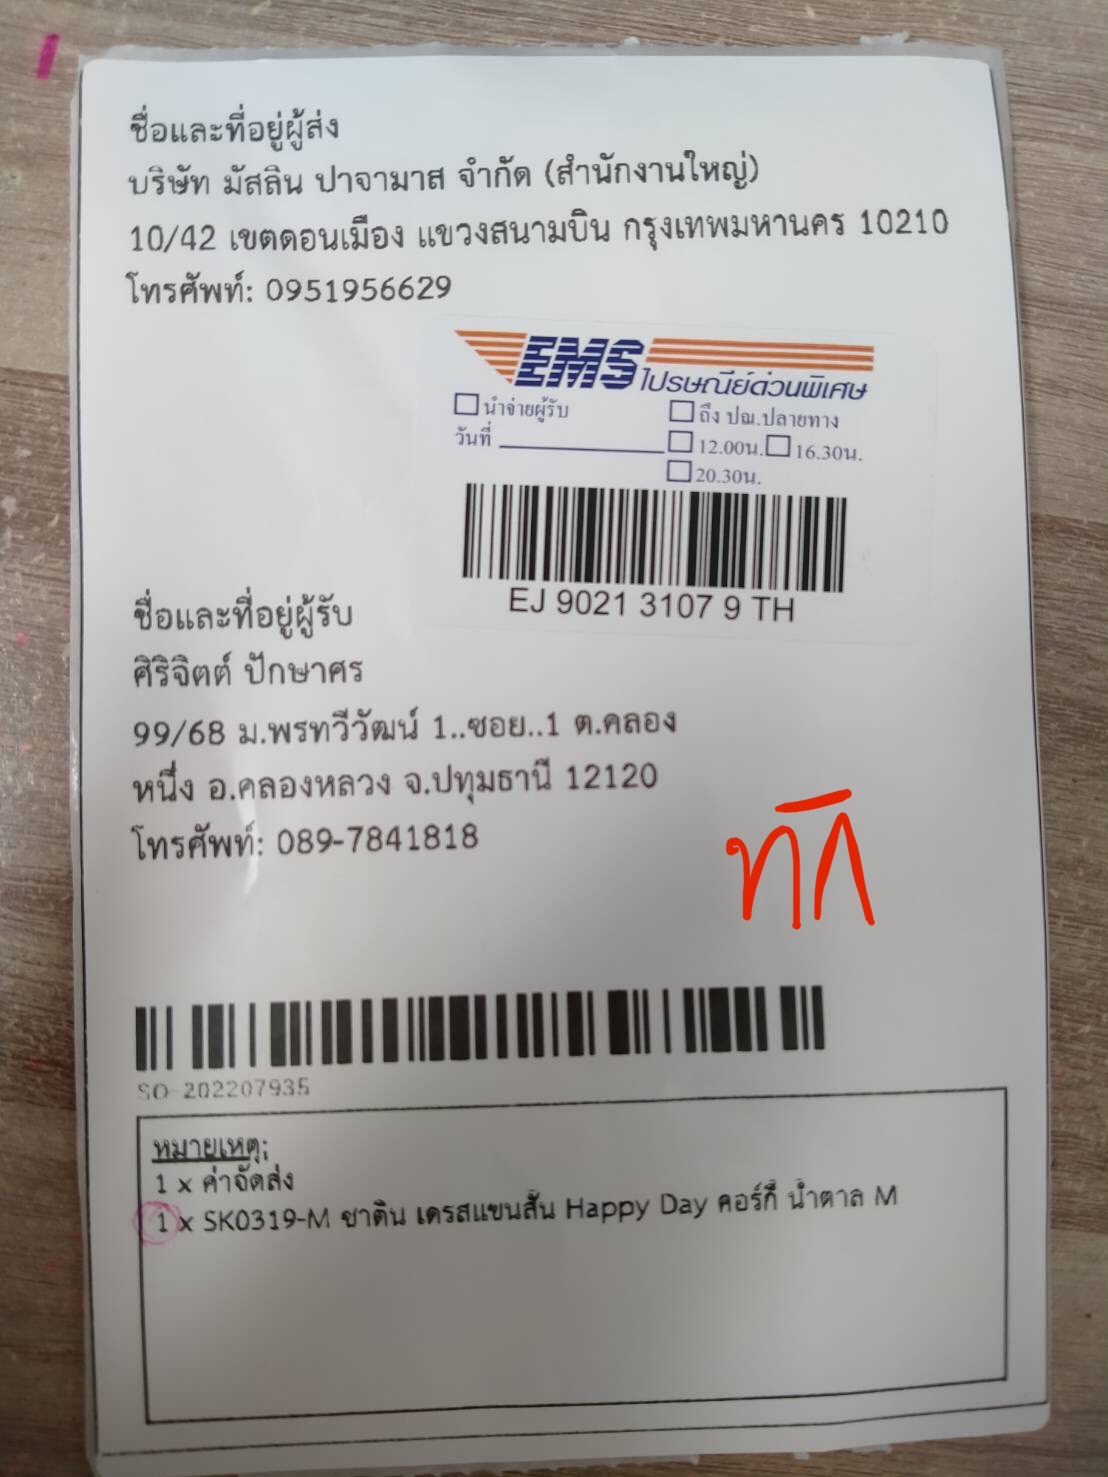 ชื่อและที่อยู่ผู้ส่ง
บริษัท มัสลิน ปาจามาส จำกัด (สำนักงานใหญ่)
10/42 เขตดอนเมือง แขวงสนามบิน กรุงเทพมหานคร 10210
โทรศัพท์: 0951956629
EMS ไปรษณีย์ด่วนพิเศษ
นำจ่ายผู้รับ ถึง ปณ.ปลายทาง
วันที่ 12.00น. 16.30น.
20.30น.
EJ 9021 3107 9 TH
ชื่อและที่อยู่ผู้รับ
ศิริจิตต์ ปักษาศร
99/68 ม.พรทวีวัฒน์ 1..ซอย..1 ต.คลอง
หนึ่ง อ.คลองหลวง จ.ปทุมธานี 12120
โทรศัพท์: 089-7841818
ทัก
SO-202207935
หมายเหตุ:
1 x ค่าจัดส่ง
1 x SK0319-M ซาติน เดรสแขนสั้น Happy Day คอร์กี้ น้ำตาล M